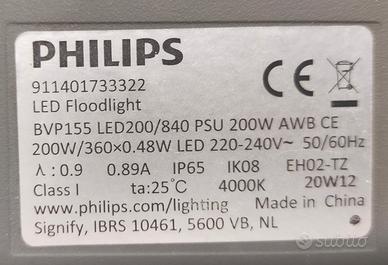 PHILIPS
911401733322
LED Floodlight
BVP155 LED200/840 PSU 200W AWB CE
200W/360×0.48W LED 220-240V~ 50/60Hz
λ: 0.9 0.89A IP65 IK08 EH02-TZ
Class I ta:25°C 4000K 20W12
www.philips.com/lighting Made in China
Signify, IBRS 10461, 5600 VB, NL
CE
subito